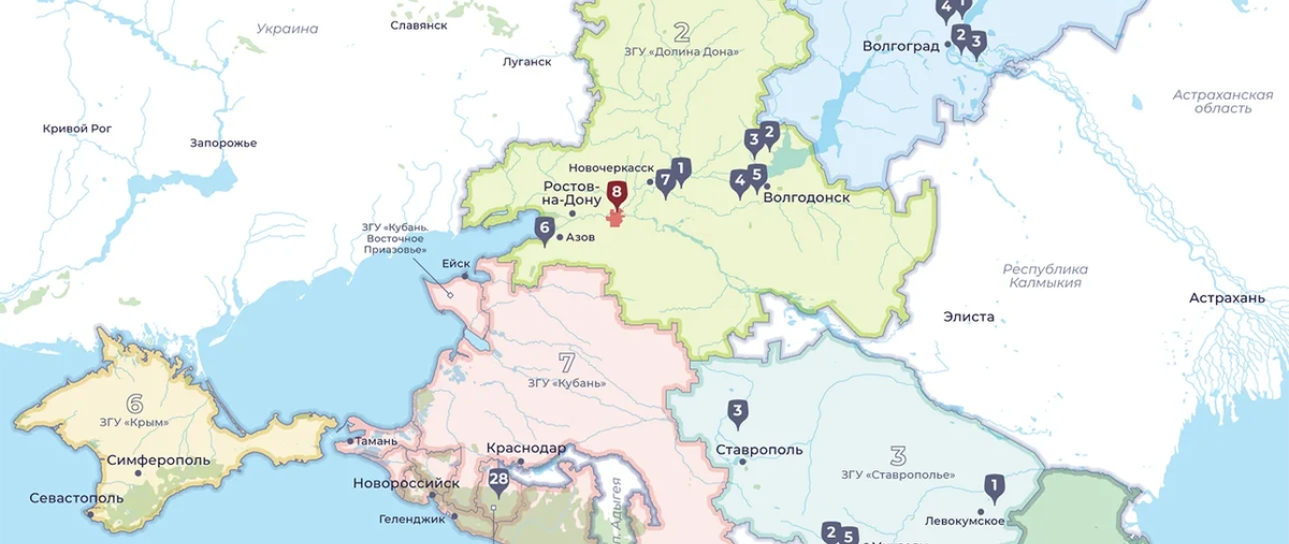 4 1
Славянск
Украина
2
ЗГУ «Долина Дона»
Волгоград
2
3
Луганск
Астраханская
область
Кривой Рог
Запорожье
3
2
Новочеркасск
7
1
4
5
Ростов-
на-Дону
8
Волгодонск
6
Азов
ЗГУ «Кубань.
Восточное
Приазовье»
Ейск
Республика
Калмыкия
Астрахань
Элиста
7
ЗГУ «Кубань»
6
ЗГУ «Крым»
3
Тамань
Краснодар
Ставрополь
3
ЗГУ «Ставрополье»
Симферополь
Новороссийск
28
1
Севастополь
Геленджик
п. Адыгея
Левокумское
2
5